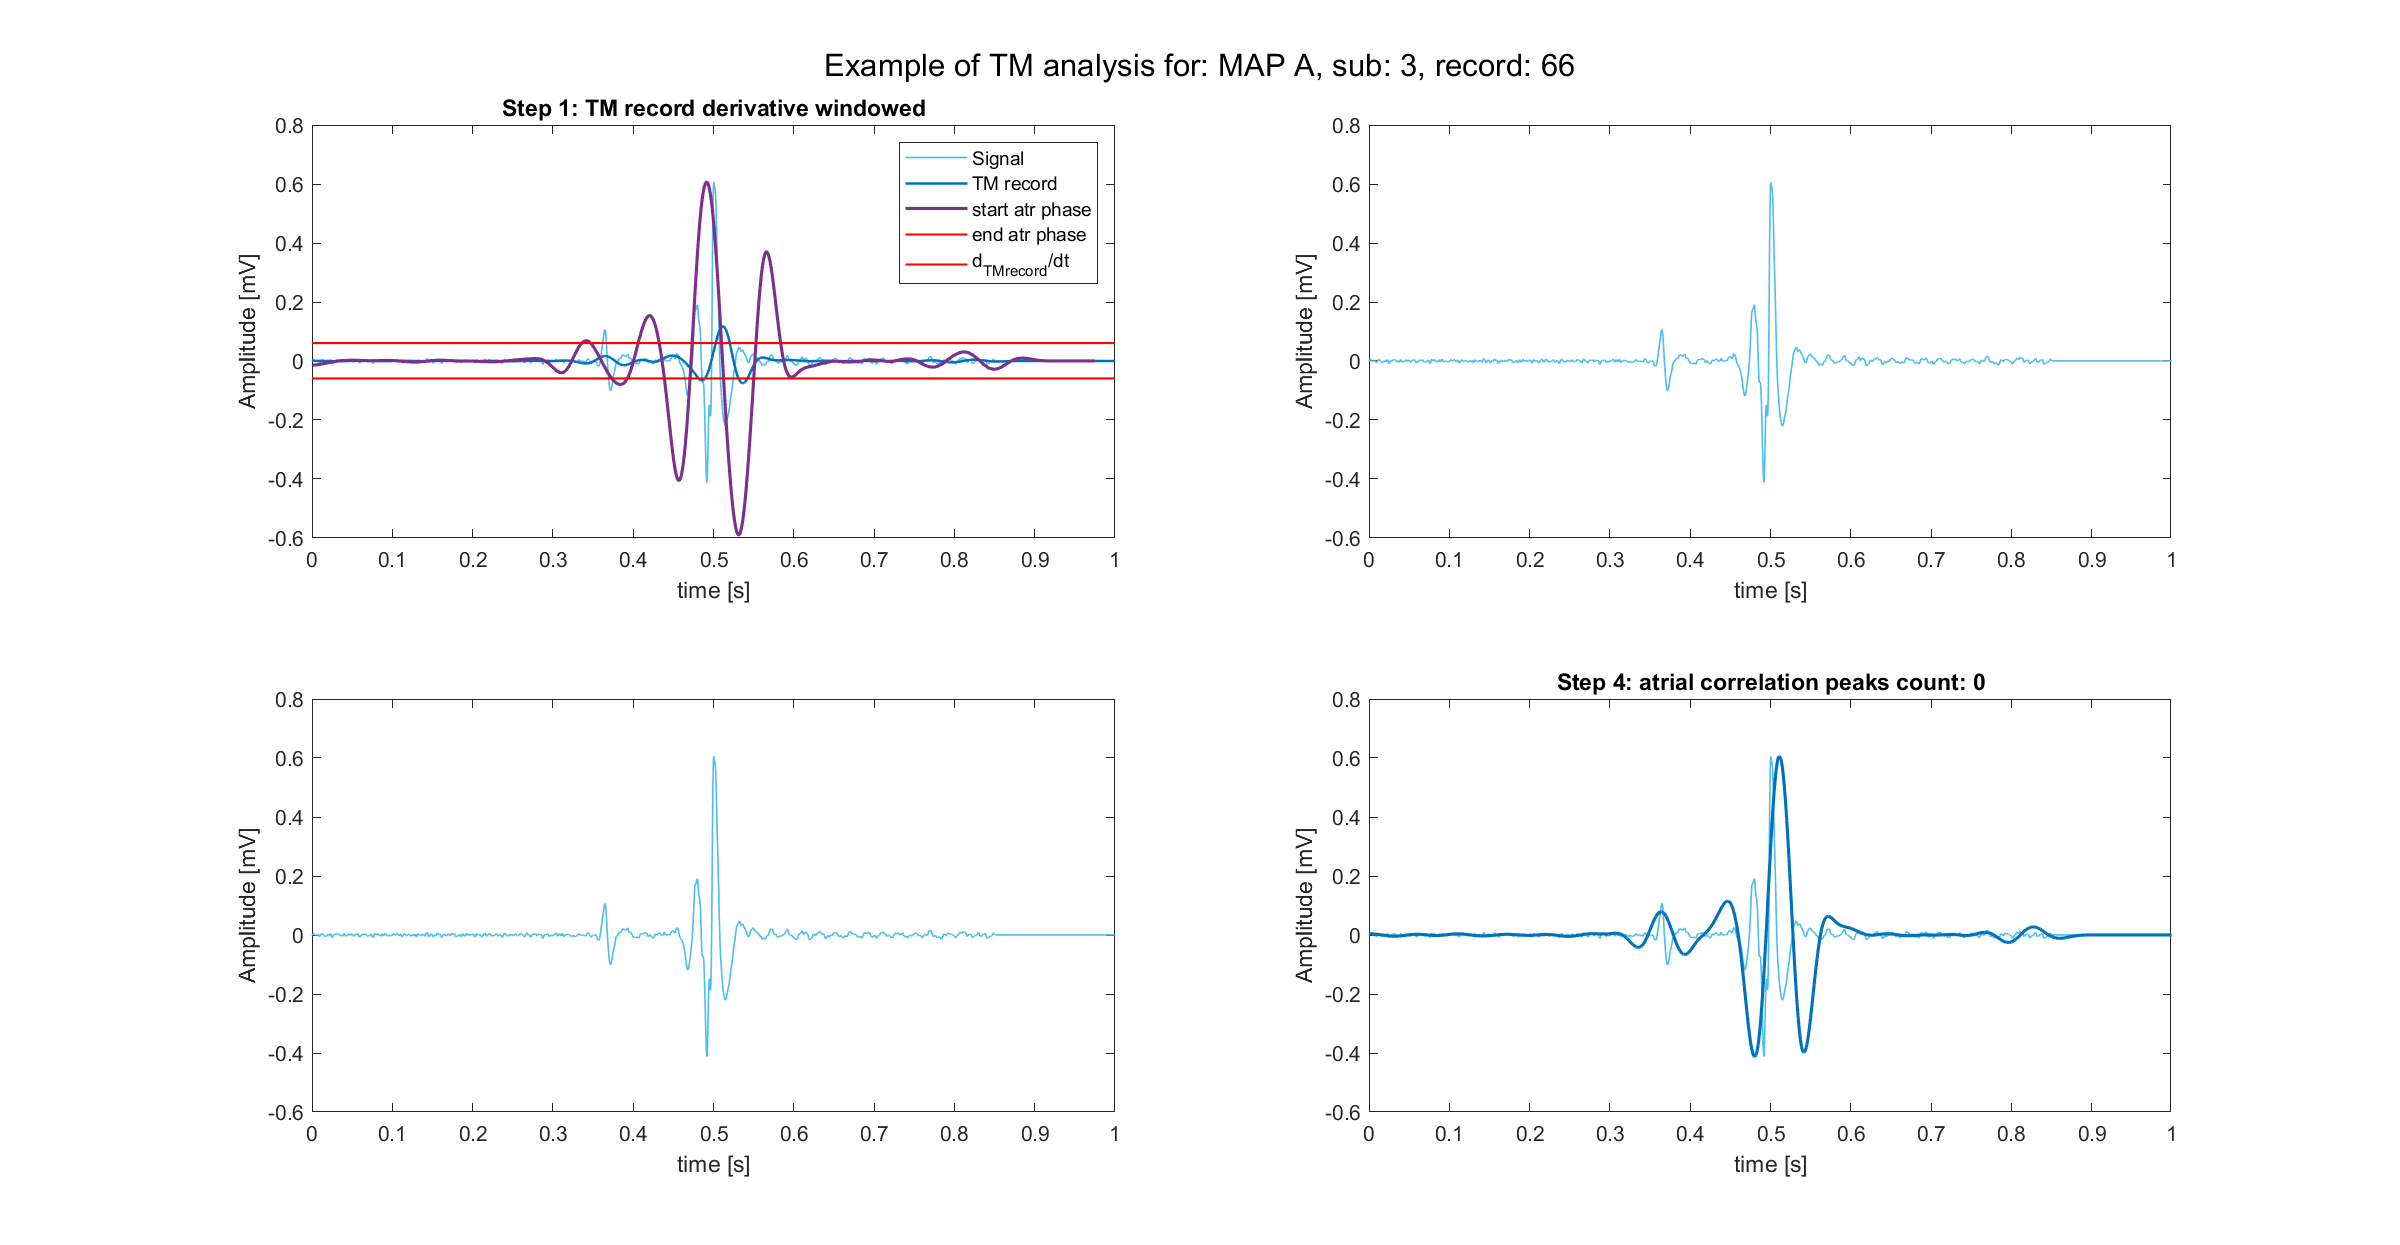 Example of TM analysis for: MAP A, sub: 3, record: 66
Step 1: TM record derivative windowed
0.8
0.6
0.4
0.2
0
-0.2
-0.4
-0.6
Amplitude [mV]
0 0.1 0.2 0.3 0.4 0.5 0.6 0.7 0.8 0.9 1
time [s]
Signal
TM record
start atr phase
end atr phase
d_TMrecord/dt
0.8
0.6
0.4
0.2
0
-0.2
-0.4
-0.6
Amplitude [mV]
0 0.1 0.2 0.3 0.4 0.5 0.6 0.7 0.8 0.9 1
time [s]
0.8
0.6
0.4
0.2
0
-0.2
-0.4
-0.6
Amplitude [mV]
0 0.1 0.2 0.3 0.4 0.5 0.6 0.7 0.8 0.9 1
time [s]
Step 4: atrial correlation peaks count: 0
0.8
0.6
0.4
0.2
0
-0.2
-0.4
-0.6
Amplitude [mV]
0 0.1 0.2 0.3 0.4 0.5 0.6 0.7 0.8 0.9 1
time [s]